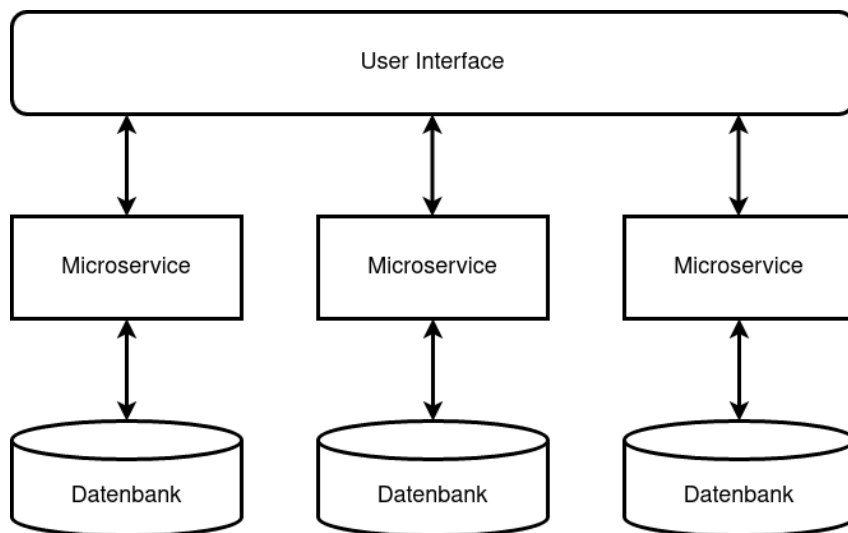 User Interface
Microservice
Microservice
Microservice
Datenbank
Datenbank
Datenbank